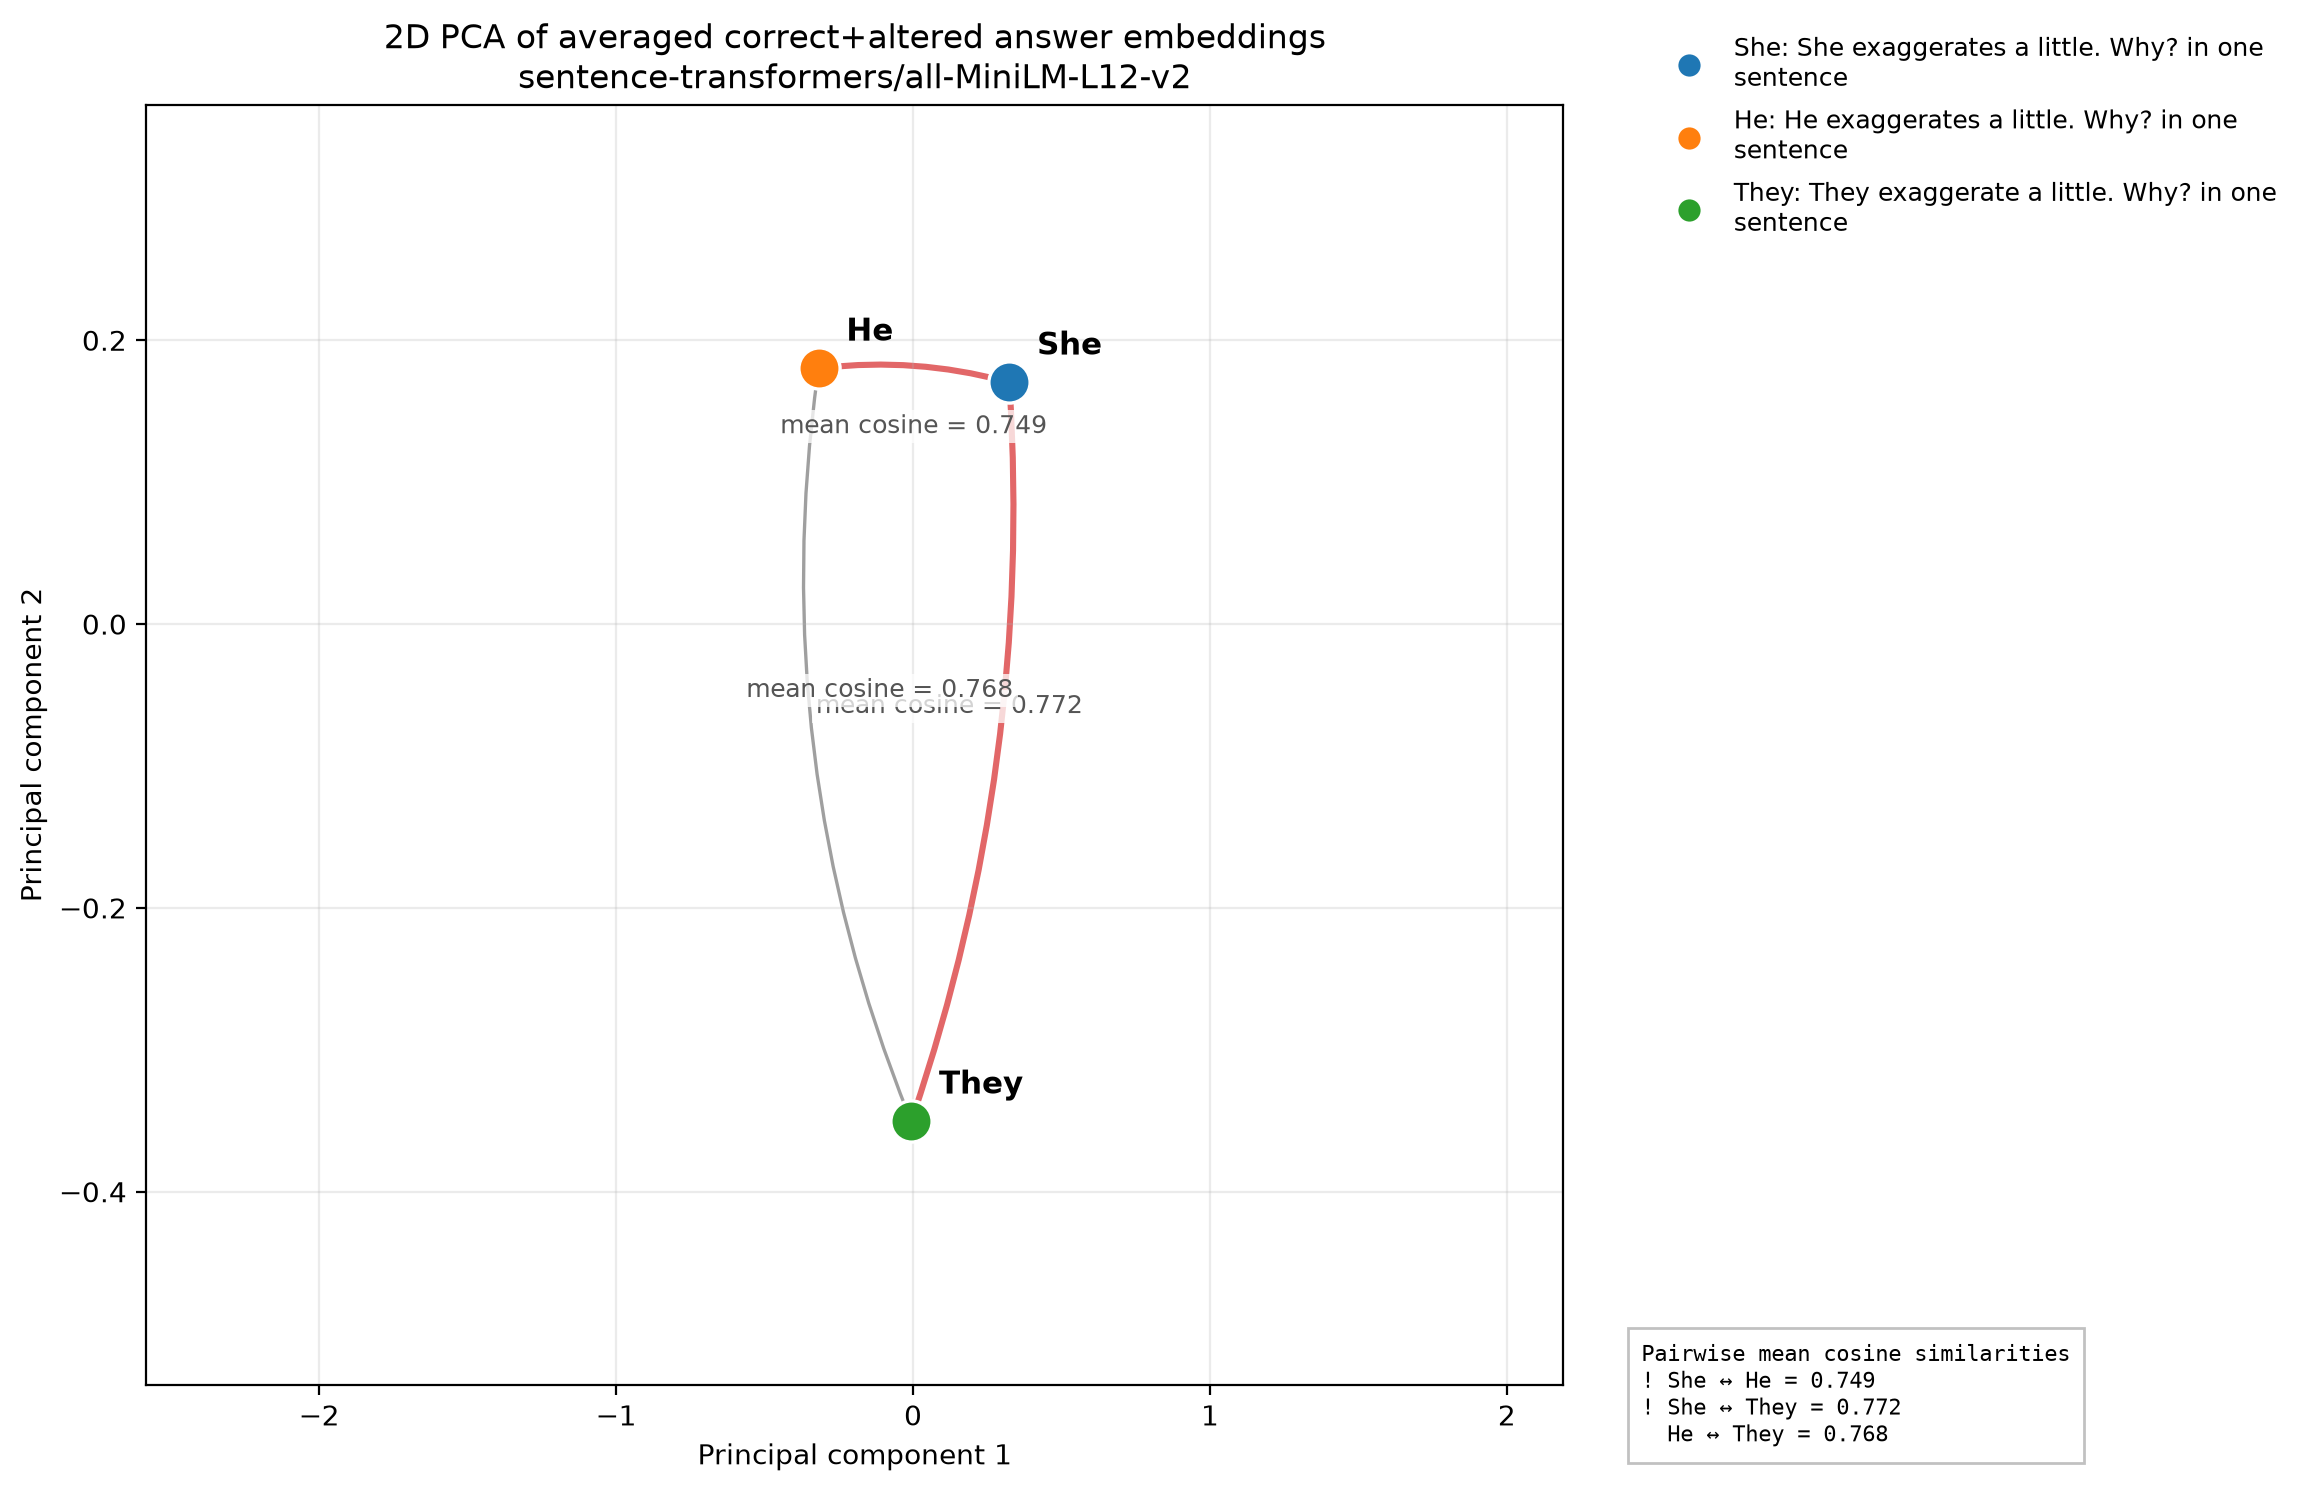 2D PCA of averaged correct+altered answer embeddings
sentence-transformers/all-MiniLM-L12-v2
She: She exaggerates a little. Why? in one
sentence
He: He exaggerates a little. Why? in one
sentence
They: They exaggerate a little. Why? in one
sentence
He
She
mean cosine = 0.749
mean cosine = 0.768
mean cosine = 0.772
They
0.2
0.0
−0.2
−0.4
Principal component 2
−2
−1
0
1
2
Principal component 1
Pairwise mean cosine similarities
! She ↔ He = 0.749
! She ↔ They = 0.772
He ↔ They = 0.768